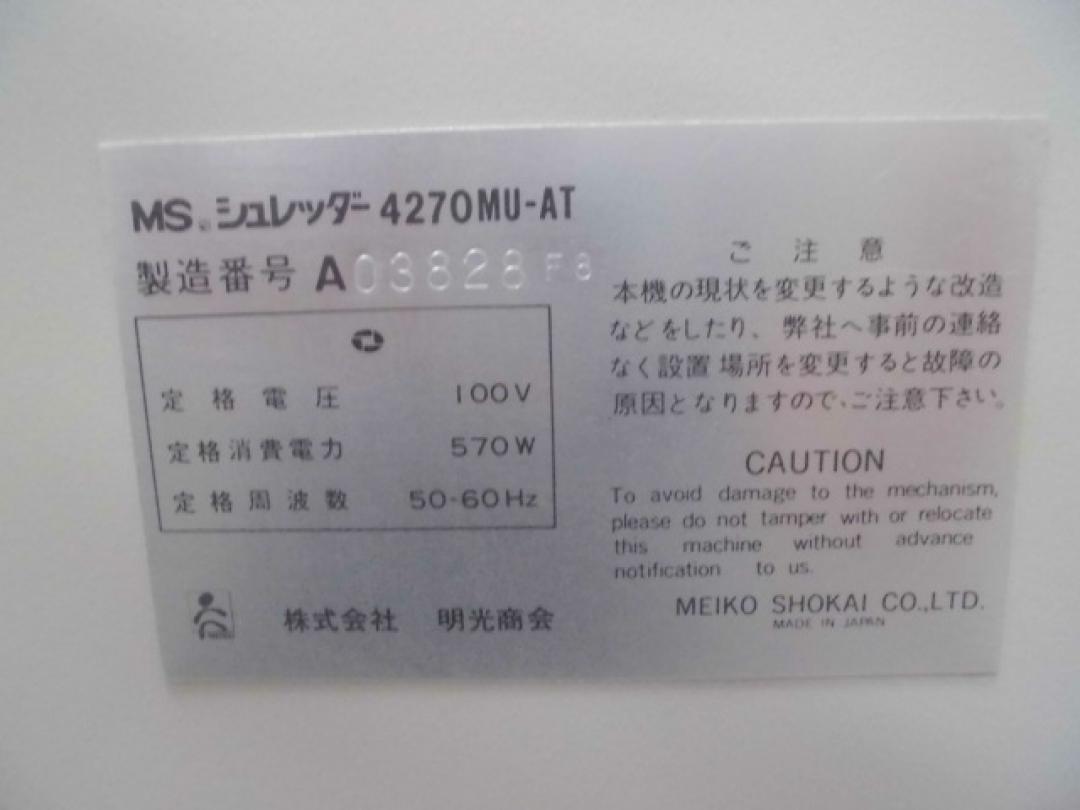 MS シュレッダー 4270MU-AT
製造番号 A03828 F8
定格電圧 100V
定格消費電力 570W
定格周波数 50-60Hz
株式会社 明光商会
ご注意
本機の現状を変更するような改造
などをしたり、弊社へ事前の連絡
なく設置場所を変更すると故障の
原因となりますので、ご注意下さい。
CAUTION
To avoid damage to the mechanism,
please do not tamper with or relocate
this machine without advance
notification to us.
MEIKO SHOKAI CO.,LTD.
MADE IN JAPAN